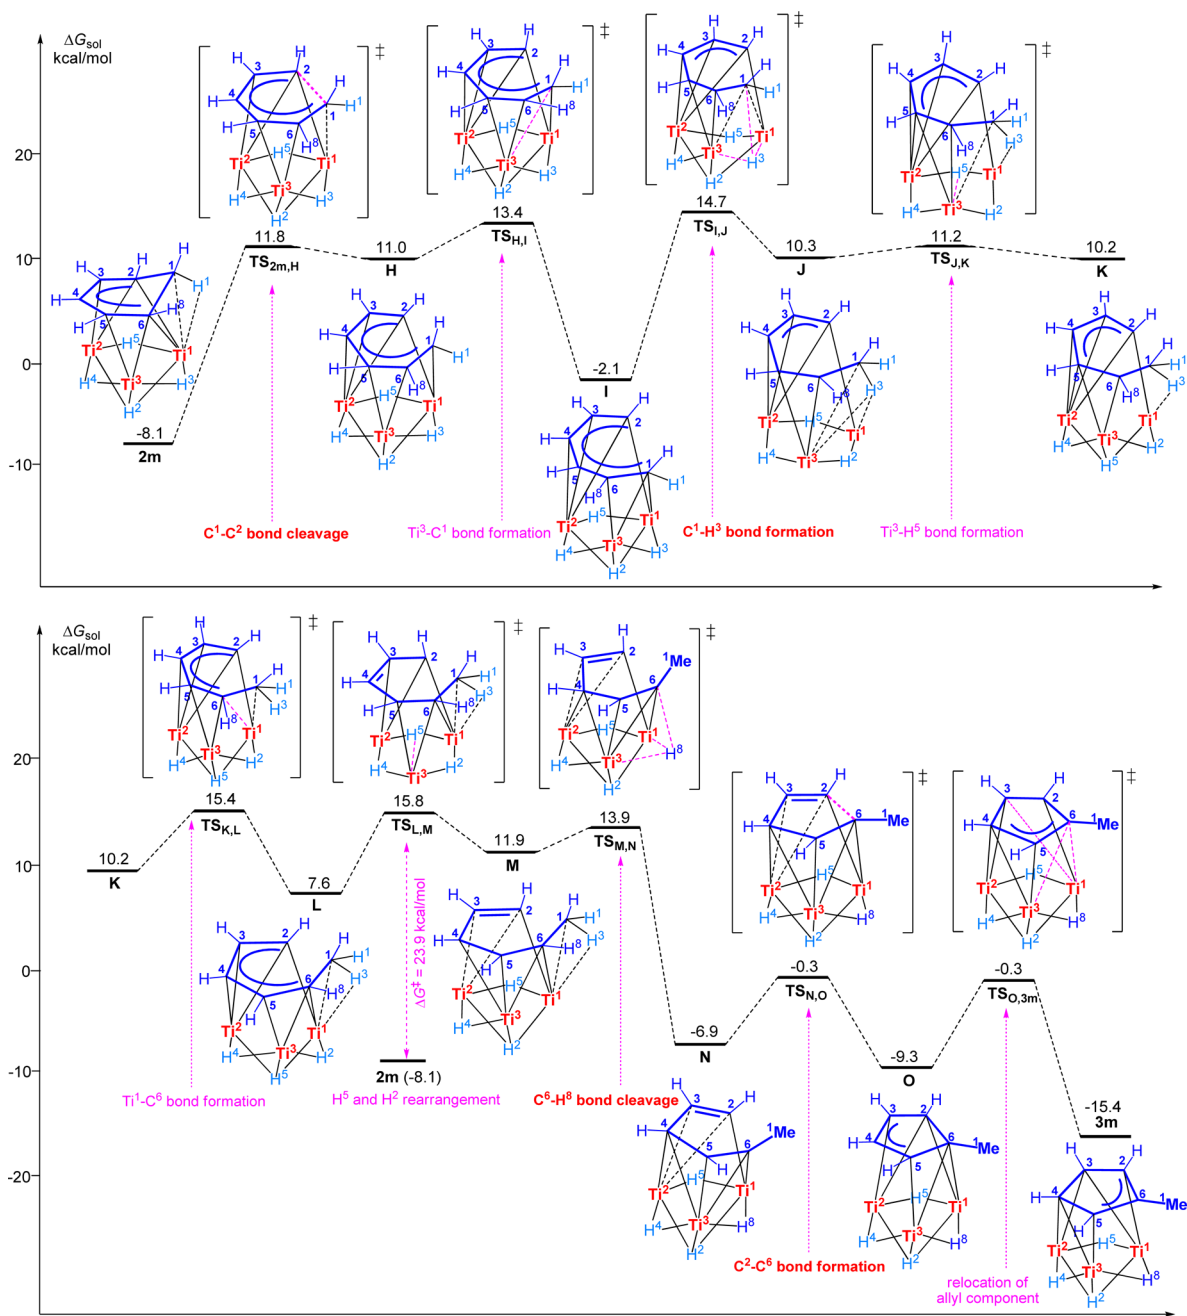 ΔG_sol
kcal/mol
20
10
0
-10
‡
‡
‡
‡
11.8
TS2m,H
11.0
H
13.4
TSH,I
-2.1
I
14.7
TSI,J
10.3
J
11.2
TSJ,K
10.2
K
-8.1
2m
C¹-C² bond cleavage
Ti³-C¹ bond formation
C¹-H³ bond formation
Ti³-H⁵ bond formation
ΔG_sol
kcal/mol
20
10
0
-10
-20
‡
‡
‡
‡
‡
10.2
K
15.4
TSK,L
7.6
L
15.8
TSL,M
11.9
M
13.9
TSM,N
ΔG‡ = 23.9 kcal/mol
2m (-8.1)
-6.9
N
-0.3
TSN,O
-9.3
O
-0.3
TSO,3m
-15.4
3m
Ti¹-C⁶ bond formation
H⁵ and H² rearrangement
C⁶-H⁸ bond cleavage
C²-C⁶ bond formation
relocation of
allyl component